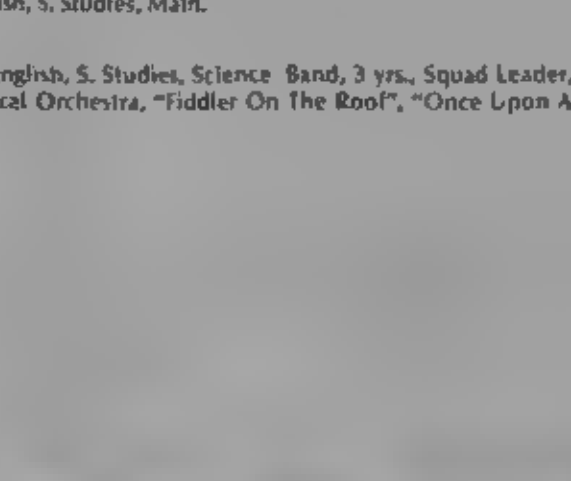 sh, S. Studies, Math.
nglish, S. Studies, Science Band, 3 yrs., Squad Leader,
cal Orchestra, "Fiddler On The Roof", "Once Upon A